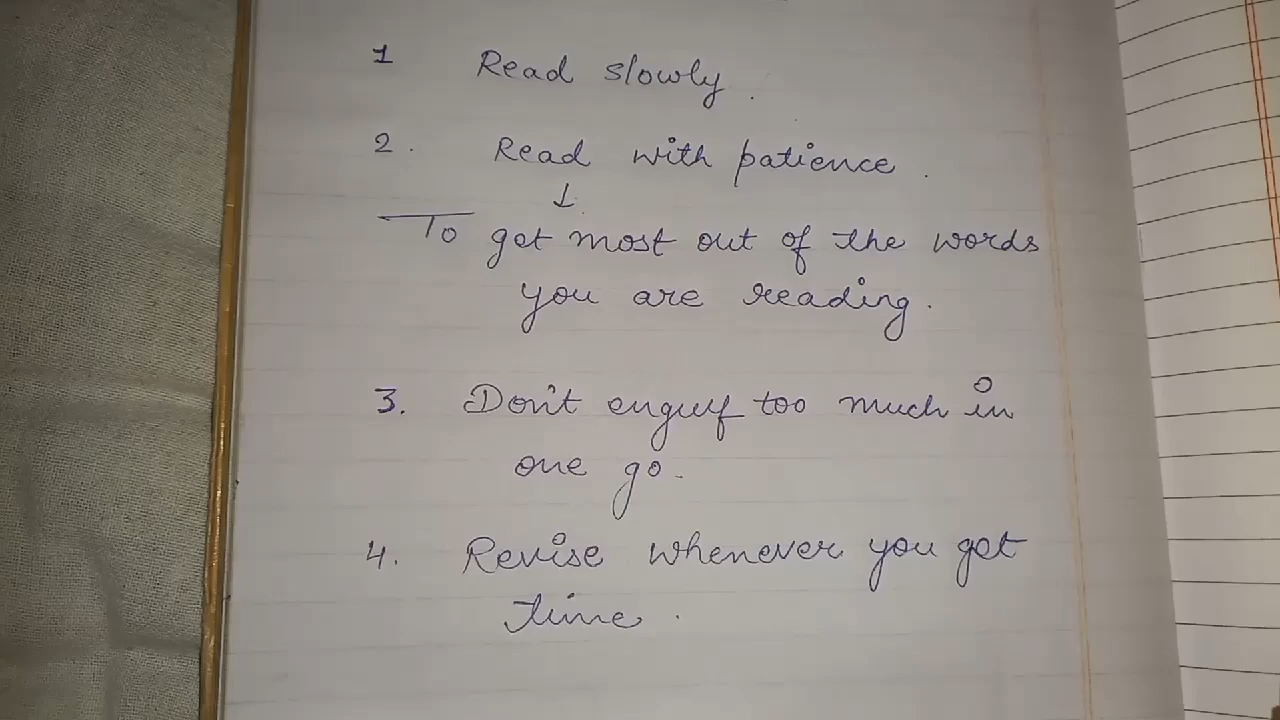 1 Read slowly.
2. Read with patience.
↓
To get most out of the words
you are reading.
3. Don't engulf too much in
one go.
4. Revise whenever you get
time.